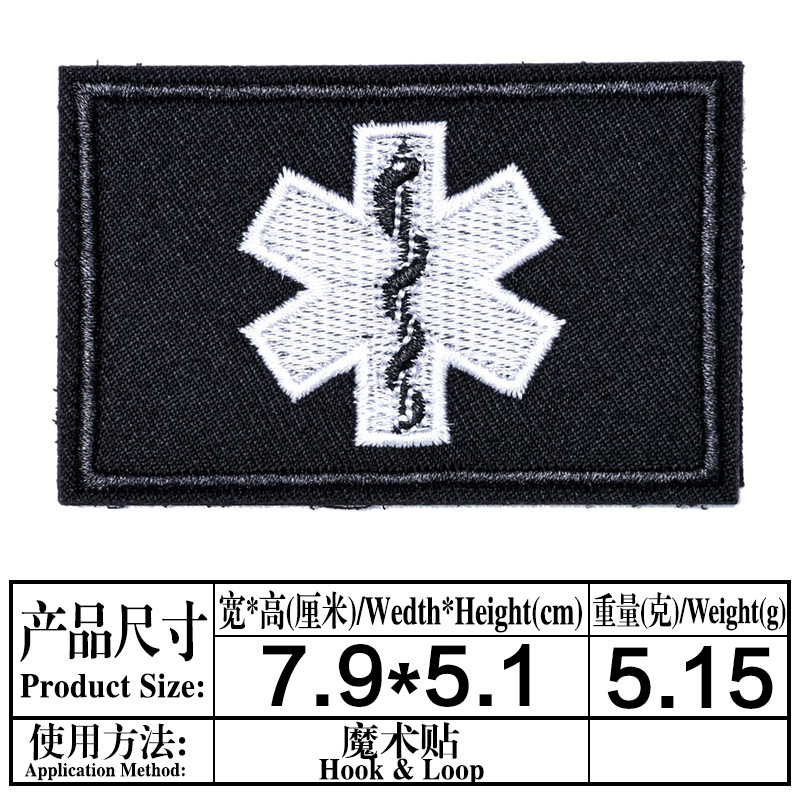 产品尺寸
Product Size:
宽*高(厘米)/Wedth*Height(cm)
重量(克)/Weight(g)
7.9*5.1
5.15
使用方法:
Application Method:
魔术贴
Hook & Loop